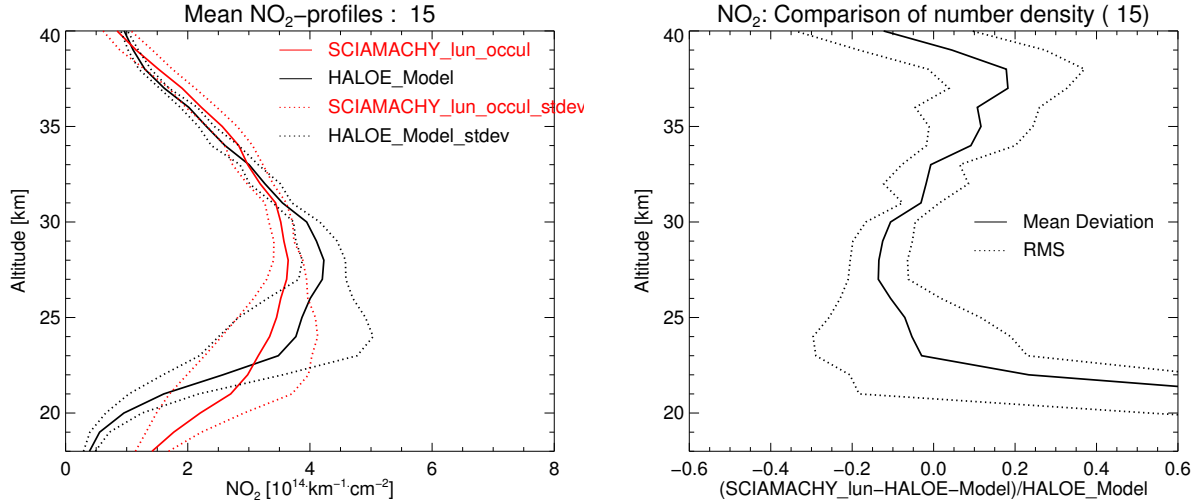 Mean NO₂−profiles : 15
SCIAMACHY_lun_occul
HALOE_Model
SCIAMACHY_lun_occul_stdev
HALOE_Model_stdev
40
35
30
25
20
Altitude [km]
0 2 4 6 8
NO₂ [10¹⁴·km⁻¹·cm⁻²]
NO₂: Comparison of number density ( 15)
Mean Deviation
RMS
40
35
30
25
20
Altitude [km]
−0.6 −0.4 −0.2 0.0 0.2 0.4 0.6
(SCIAMACHY_lun−HALOE−Model)/HALOE_Model